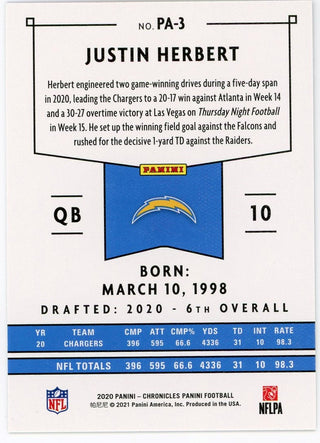 NO. PA-3
JUSTIN HERBERT
Herbert engineered two game-winning drives during a five-day span
in 2020, leading the Chargers to a 20-17 win against Atlanta in Week 14
and a 30-27 overtime victory at Las Vegas on Thursday Night Football
in Week 15. He set up the winning field goal against the Falcons and
rushed for the decisive 1-yard TD against the Raiders.
PANINI
QB 10
BORN:
MARCH 10, 1998
DRAFTED: 2020 - 6TH OVERALL
YR TEAM CMP ATT CMP% YDS TD INT RATE
20 CHARGERS 396 595 66.6 4336 31 10 98.3
NFL TOTALS 396 595 66.6 4336 31 10 98.3
2020 PANINI - CHRONICLES PANINI FOOTBALL
帕尼尼 © 2021 Panini America, Inc. Produced in the USA.
NFL
NFLPA